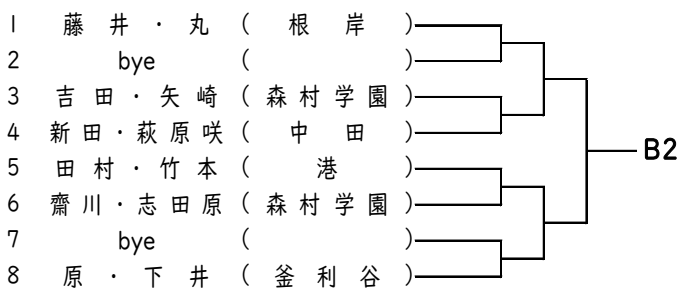 1 藤井・丸 (根岸)
2 bye ( )
3 吉田・矢崎 (森村学園)
4 新田・萩原咲 (中田)
5 田村・竹本 (港)
6 齋川・志田原 (森村学園)
7 bye ( )
8 原・下井 (釜利谷)
B2